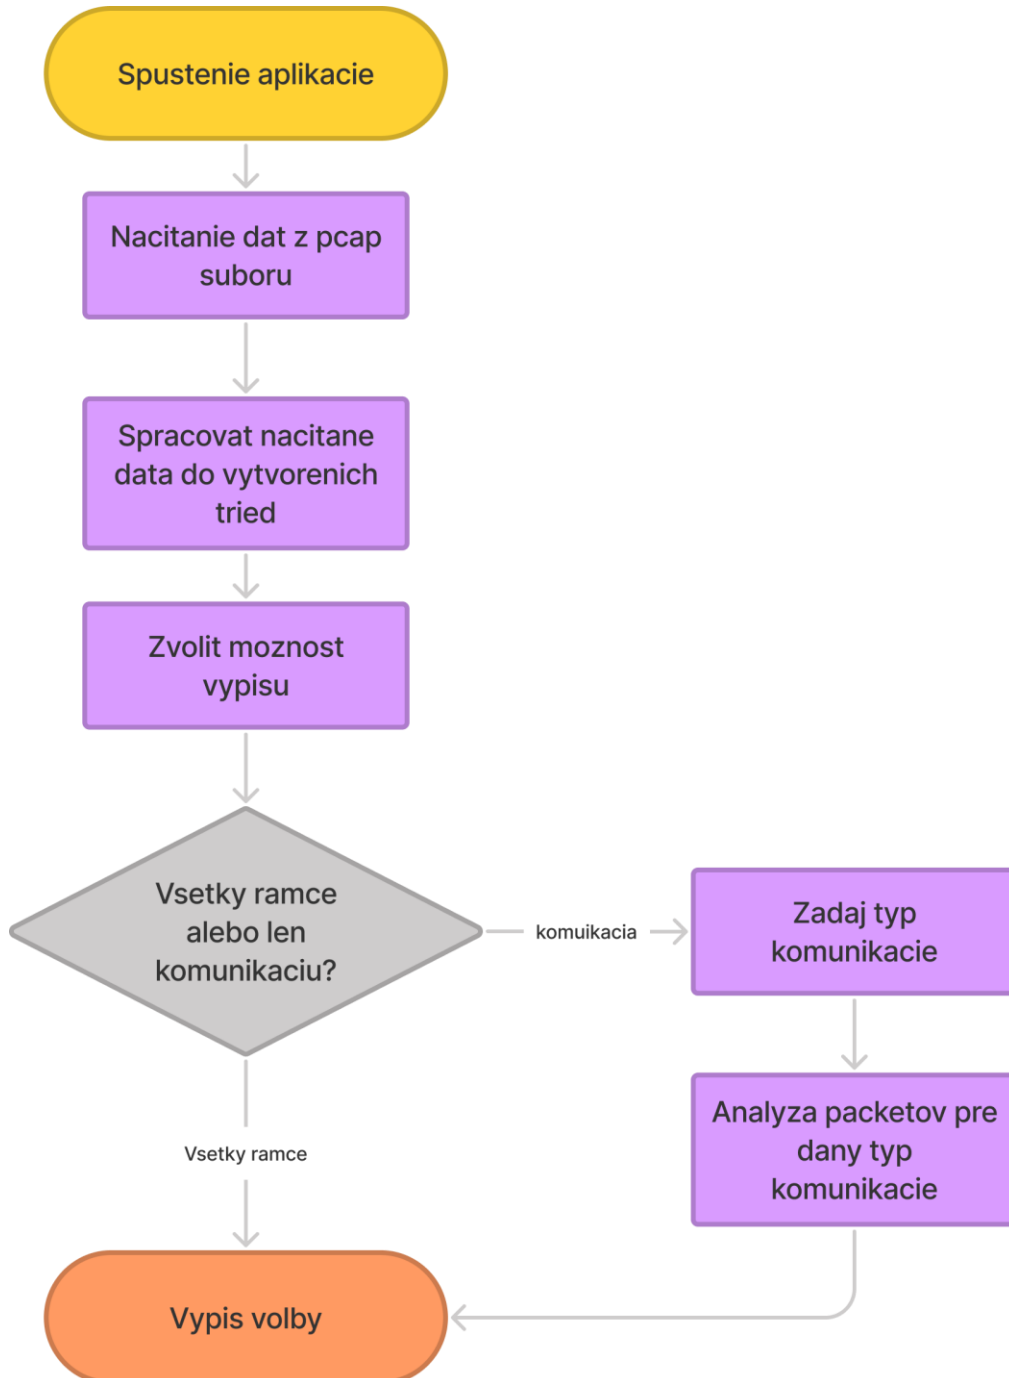 Spustenie aplikacie
Nacitanie dat z pcap
suboru
Spracovat nacitane
data do vytvorenich
tried
Zvolit moznost
vypisu
Vsetky ramce
alebo len
komunikaciu?
komuikacia
Zadaj typ
komunikacie
Analyza packetov pre
dany typ
komunikacie
Vsetky ramce
Vypis volby